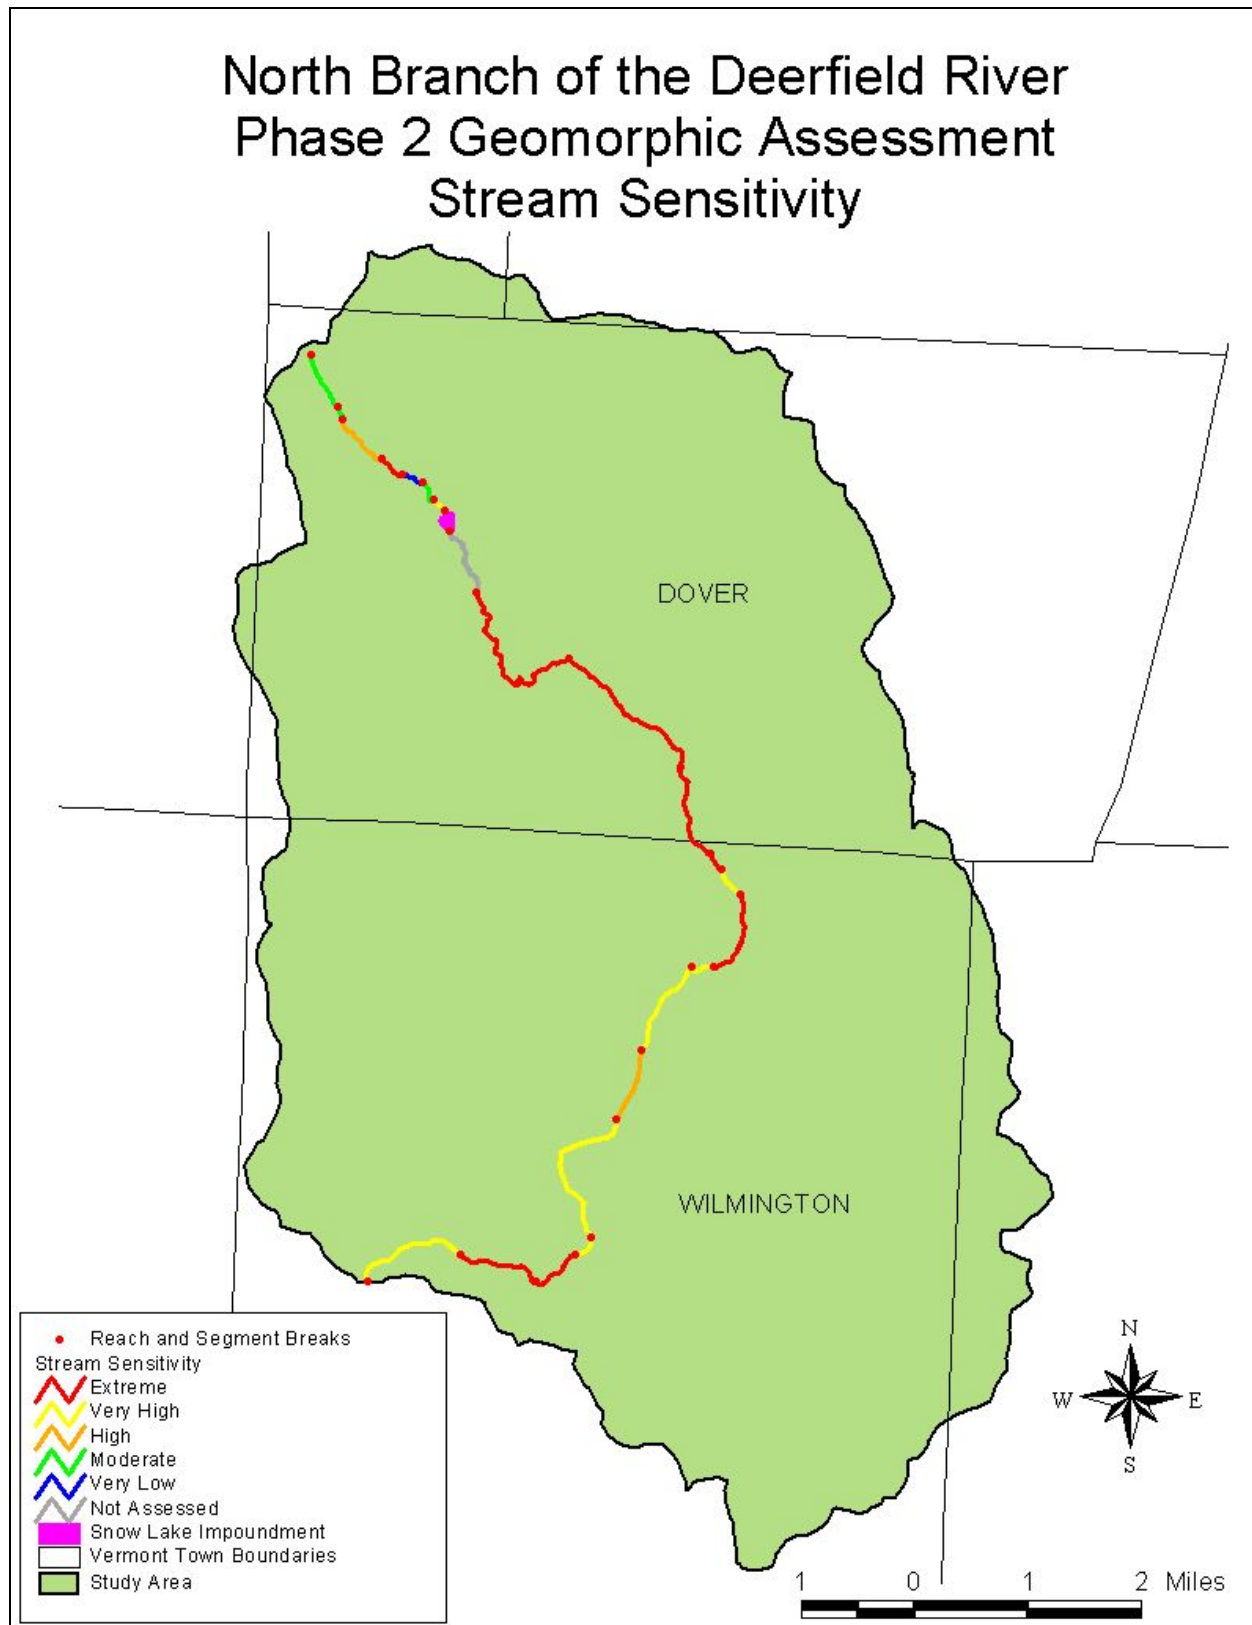 North Branch of the Deerfield River
Phase 2 Geomorphic Assessment
Stream Sensitivity
DOVER
WILMINGTON
Reach and Segment Breaks
Stream Sensitivity
Extreme
Very High
High
Moderate
Very Low
Not Assessed
Snow Lake Impoundment
Vermont Town Boundaries
Study Area
N
W E
S
1 0 1 2 Miles